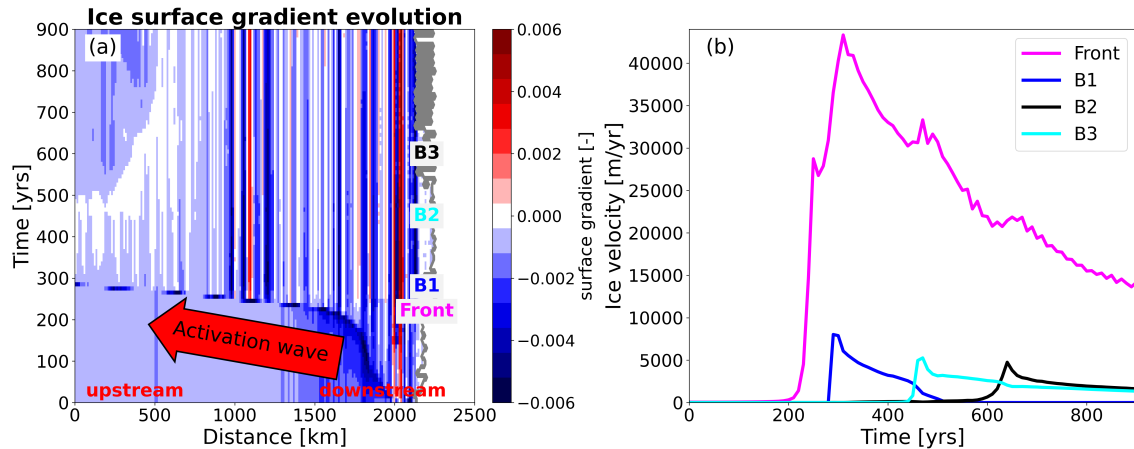 Ice surface gradient evolution
(a)
900
800
700
600
500
400
300
200
100
0
Time [yrs]
0
500
1000
1500
2000
2500
Distance [km]
Activation wave
upstream
downstream
B3
B2
B1
Front
0.006
0.004
0.002
0.000
−0.002
−0.004
−0.006
surface gradient [-]
(b)
40000
35000
30000
25000
20000
15000
10000
5000
0
Ice velocity [m/yr]
0
200
400
600
800
Time [yrs]
Front
B1
B2
B3